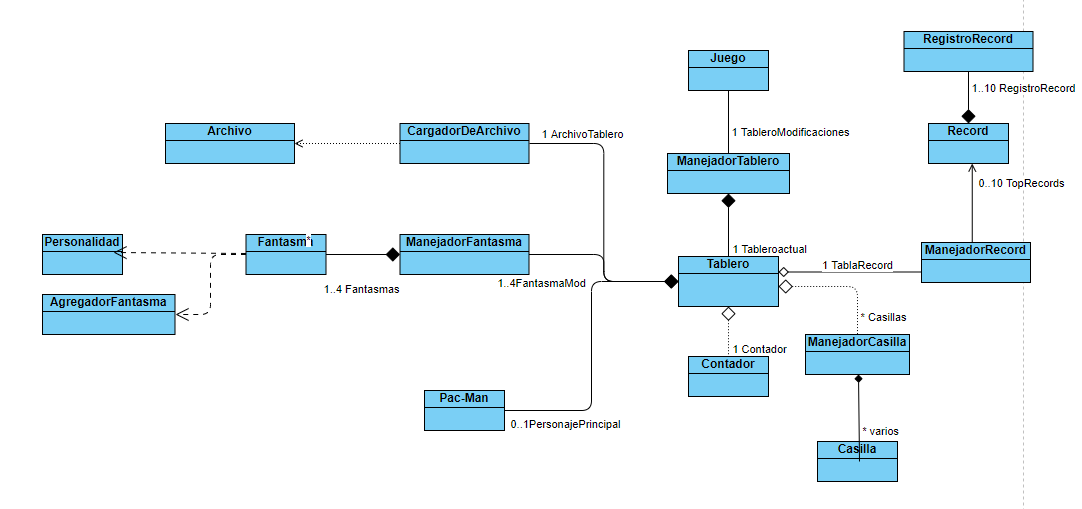 RegistroRecord
Juego
1..10 RegistroRecord
Archivo
CargadorDeArchivo
1 ArchivoTablero
1 TableroModificaciones
Record
ManejadorTablero
0..10 TopRecords
Personalidad
Fantasma
*
ManejadorFantasma
1 Tableroactual
ManejadorRecord
Tablero
1 TablaRecord
1..4 Fantasmas
1..4FantasmaMod
AgregadorFantasma
* Casillas
ManejadorCasilla
1 Contador
Contador
Pac-Man
0..1PersonajePrincipal
* varios
Casilla